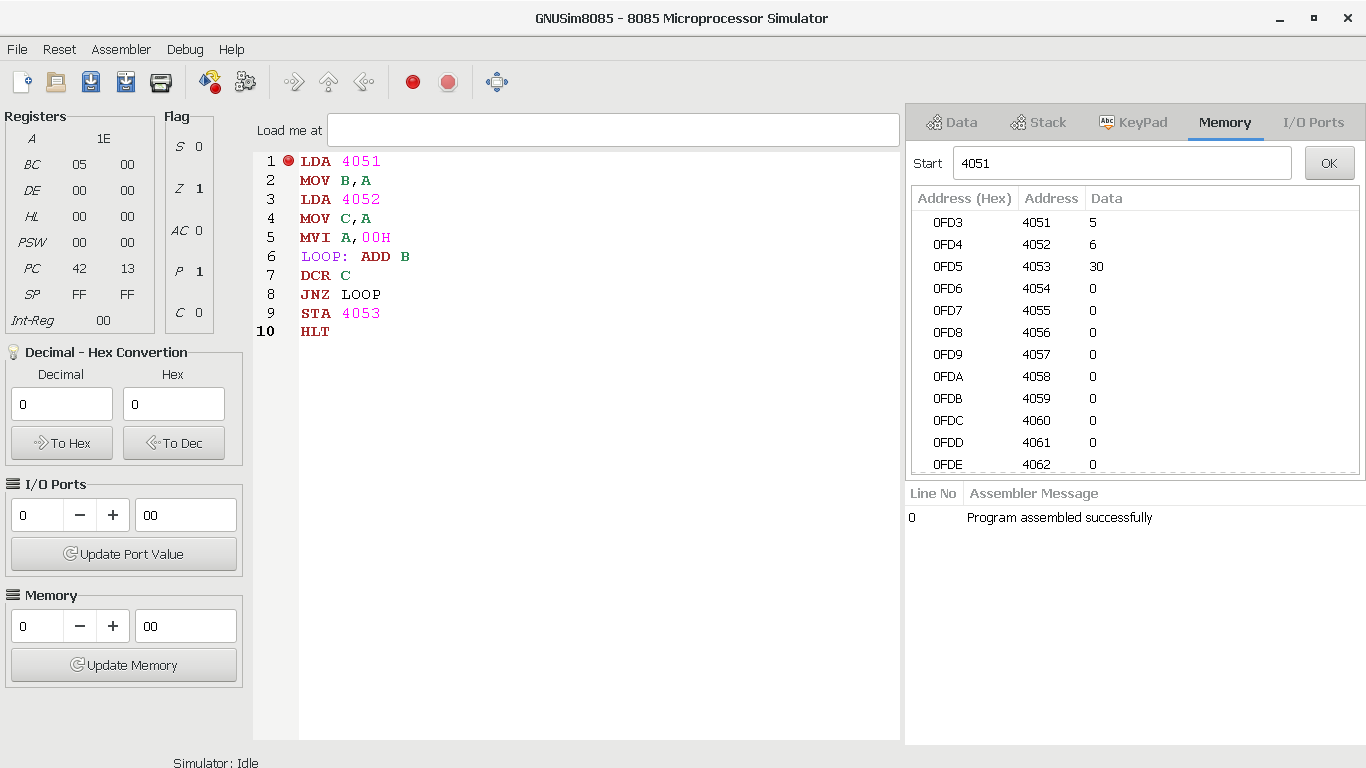 GNUSim8085 - 8085 Microprocessor Simulator
File Reset Assembler Debug Help
Registers
A 1E
BC 05 00
DE 00 00
HL 00 00
PSW 00 00
PC 42 13
SP FF FF
Int-Reg 00
Flag
S 0
Z 1
AC 0
P 1
C 0
Decimal - Hex Convertion
Decimal Hex
0 0
To Hex To Dec
I/O Ports
0 − + 00
Update Port Value
Memory
0 − + 00
Update Memory
Load me at
1 LDA 4051
2 MOV B,A
3 LDA 4052
4 MOV C,A
5 MVI A,00H
6 LOOP: ADD B
7 DCR C
8 JNZ LOOP
9 STA 4053
10 HLT
Data Stack Abc KeyPad Memory I/O Ports
Start 4051 OK
Address (Hex) Address Data
0FD3 4051 5
0FD4 4052 6
0FD5 4053 30
0FD6 4054 0
0FD7 4055 0
0FD8 4056 0
0FD9 4057 0
0FDA 4058 0
0FDB 4059 0
0FDC 4060 0
0FDD 4061 0
0FDE 4062 0
Line No Assembler Message
0 Program assembled successfully
Simulator: Idle